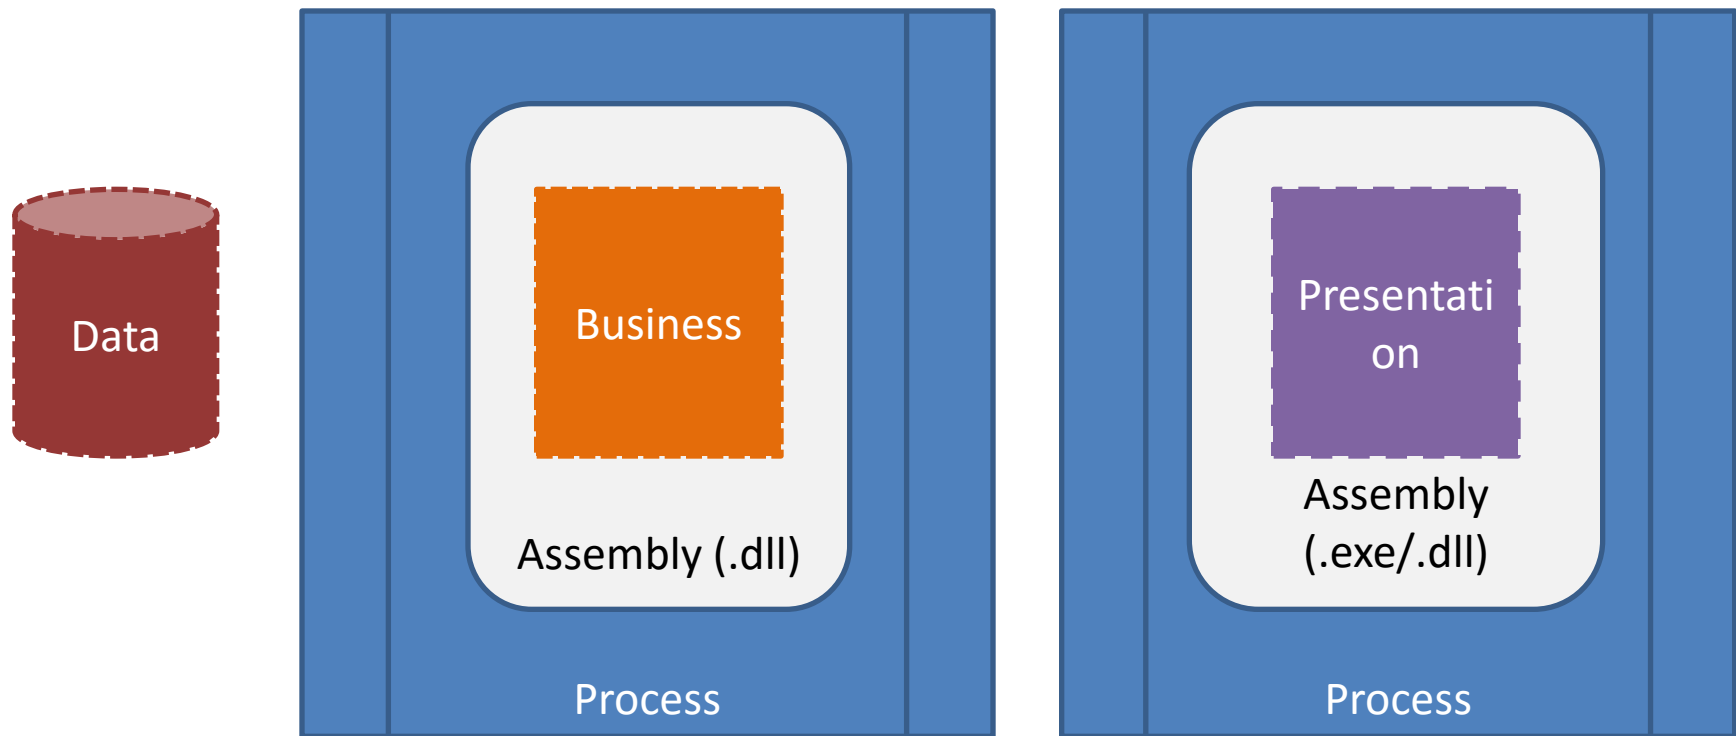 Data
Business
Assembly (.dll)
Process
Presentati
on
Assembly
(.exe/.dll)
Process